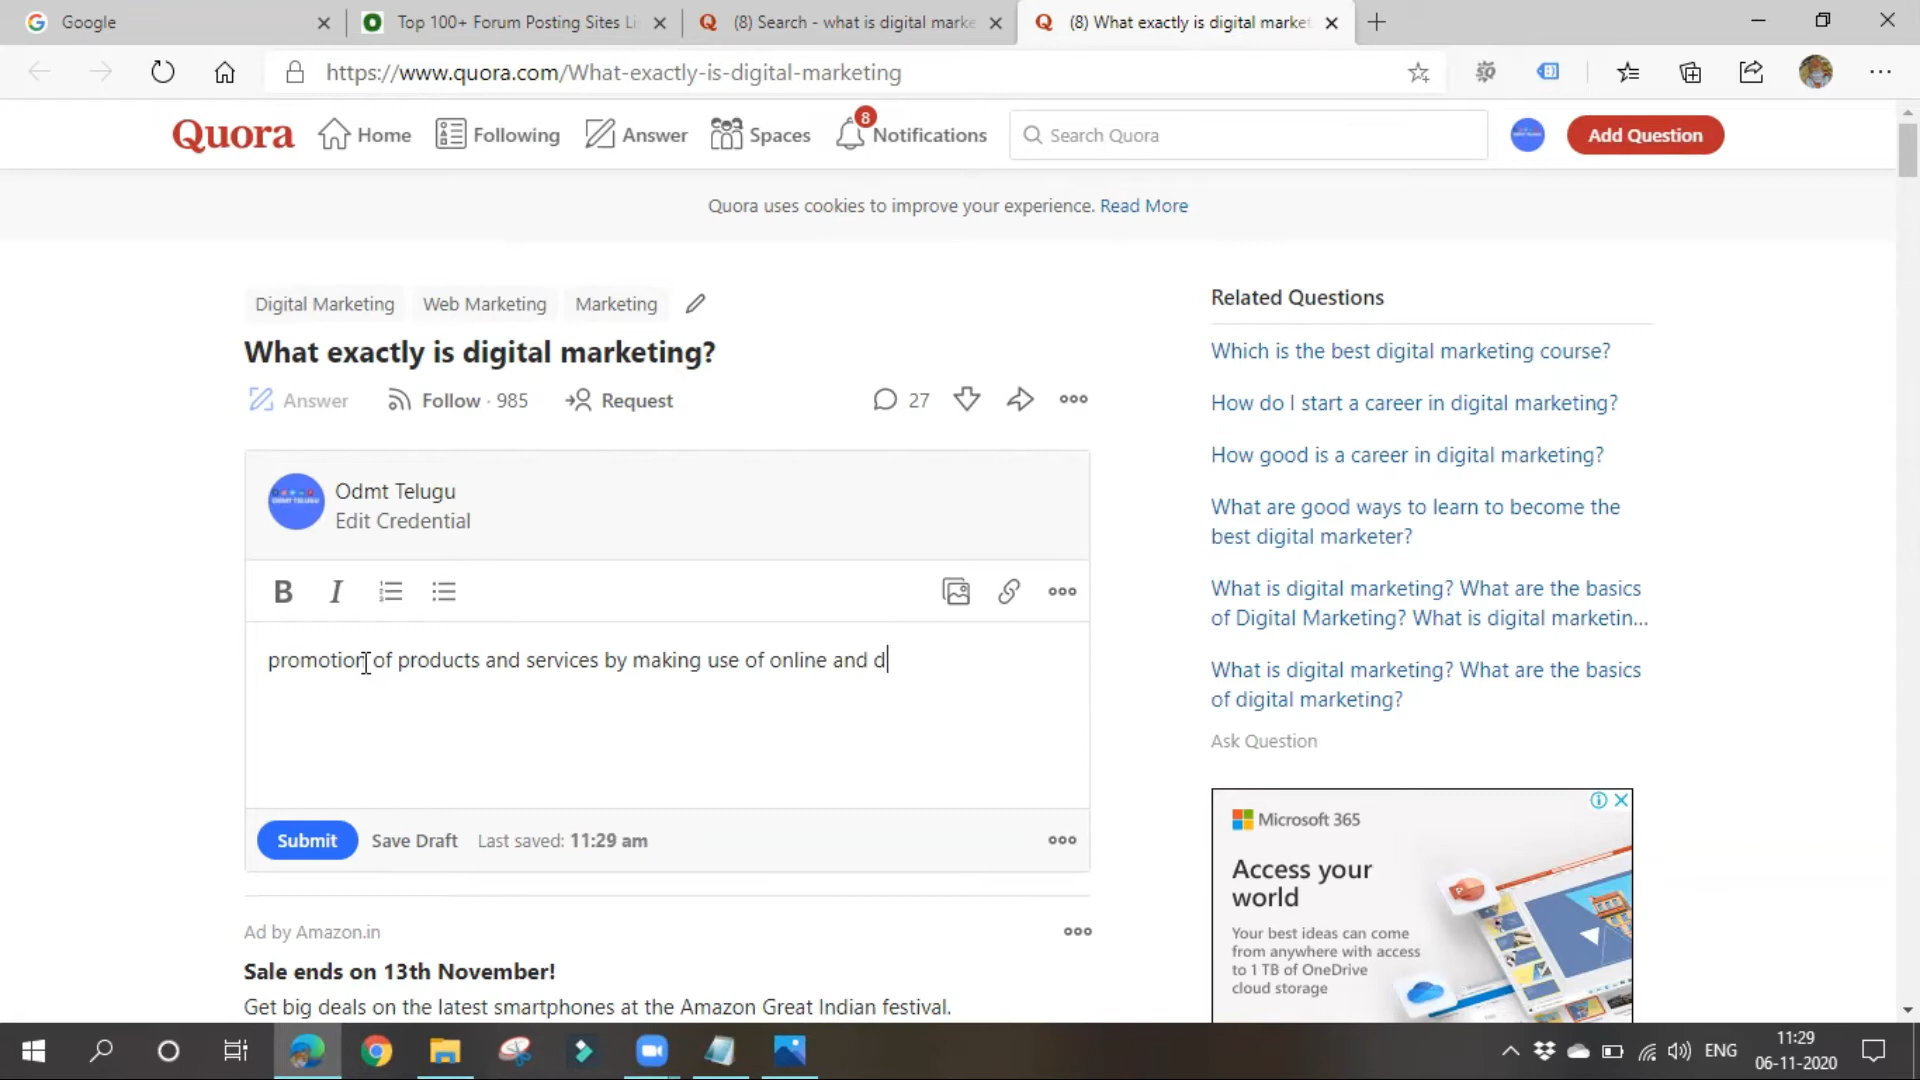 Google
Top 100+ Forum Posting Sites Li
(8) Search - what is digital marke
(8) What exactly is digital market
https://www.quora.com/What-exactly-is-digital-marketing
Quora
Home
Following
Answer
Spaces
8
Notifications
Search Quora
Add Question
Quora uses cookies to improve your experience. Read More
Digital Marketing
Web Marketing
Marketing
What exactly is digital marketing?
Answer
Follow · 985
Request
27
Odmt Telugu
Edit Credential
B I
promotion of products and services by making use of online and d
Submit
Save Draft
Last saved: 11:29 am
Ad by Amazon.in
Sale ends on 13th November!
Get big deals on the latest smartphones at the Amazon Great Indian festival.
Related Questions
Which is the best digital marketing course?
How do I start a career in digital marketing?
How good is a career in digital marketing?
What are good ways to learn to become the
best digital marketer?
What is digital marketing? What are the basics
of Digital Marketing? What is digital marketin...
What is digital marketing? What are the basics
of digital marketing?
Ask Question
Microsoft 365
Access your
world
Your best ideas can come
from anywhere with access
to 1 TB of OneDrive
cloud storage
ENG
11:29
06-11-2020